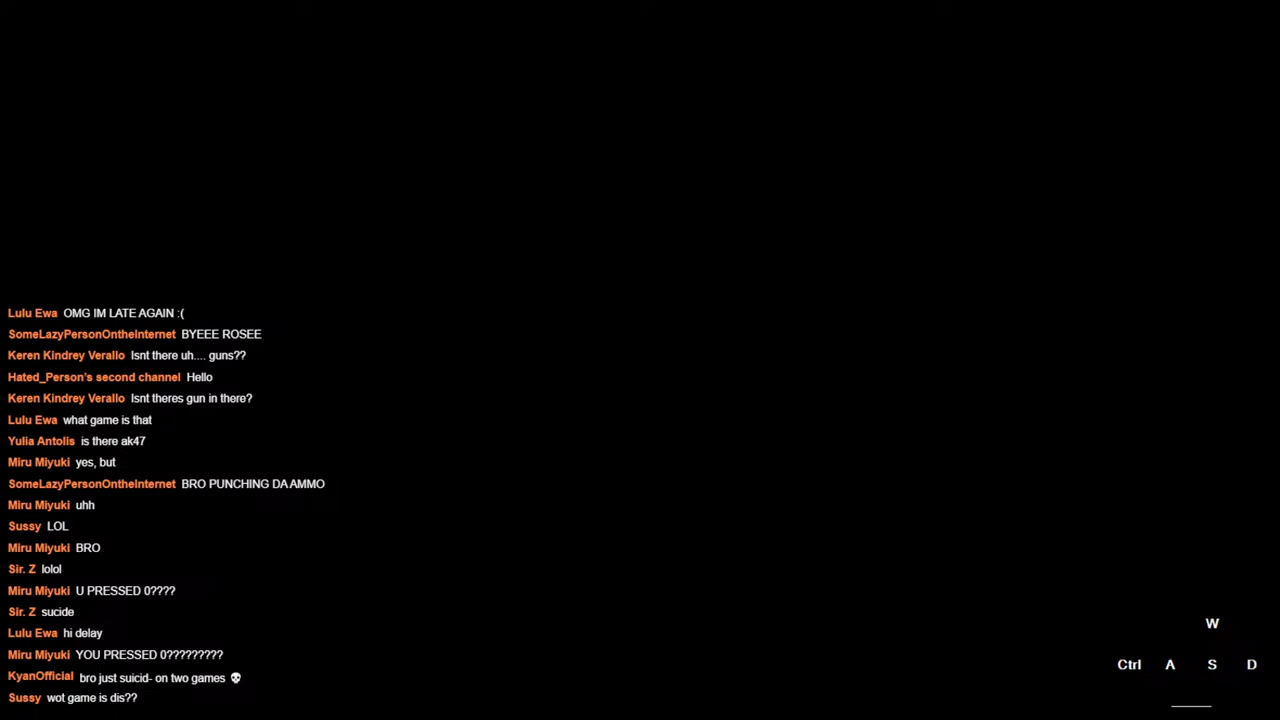 Lulu Ewa OMG IM LATE AGAIN :(
SomeLazyPersonOntheInternet BYEEE ROSEE
Keren Kindrey Verallo Isnt there uh.... guns??
Hated_Person's second channel Hello
Keren Kindrey Verallo Isnt theres gun in there?
Lulu Ewa what game is that
Yulia Antolis is there ak47
Miru Miyuki yes, but
SomeLazyPersonOntheInternet BRO PUNCHING DA AMMO
Miru Miyuki uhh
Sussy LOL
Miru Miyuki BRO
Sir. Z lolol
Miru Miyuki U PRESSED 0????
Sir. Z sucide
Lulu Ewa hi delay
Miru Miyuki YOU PRESSED 0?????????
KyanOfficial bro just suicid- on two games 💀
Sussy wot game is dis??
W
Ctrl A S D